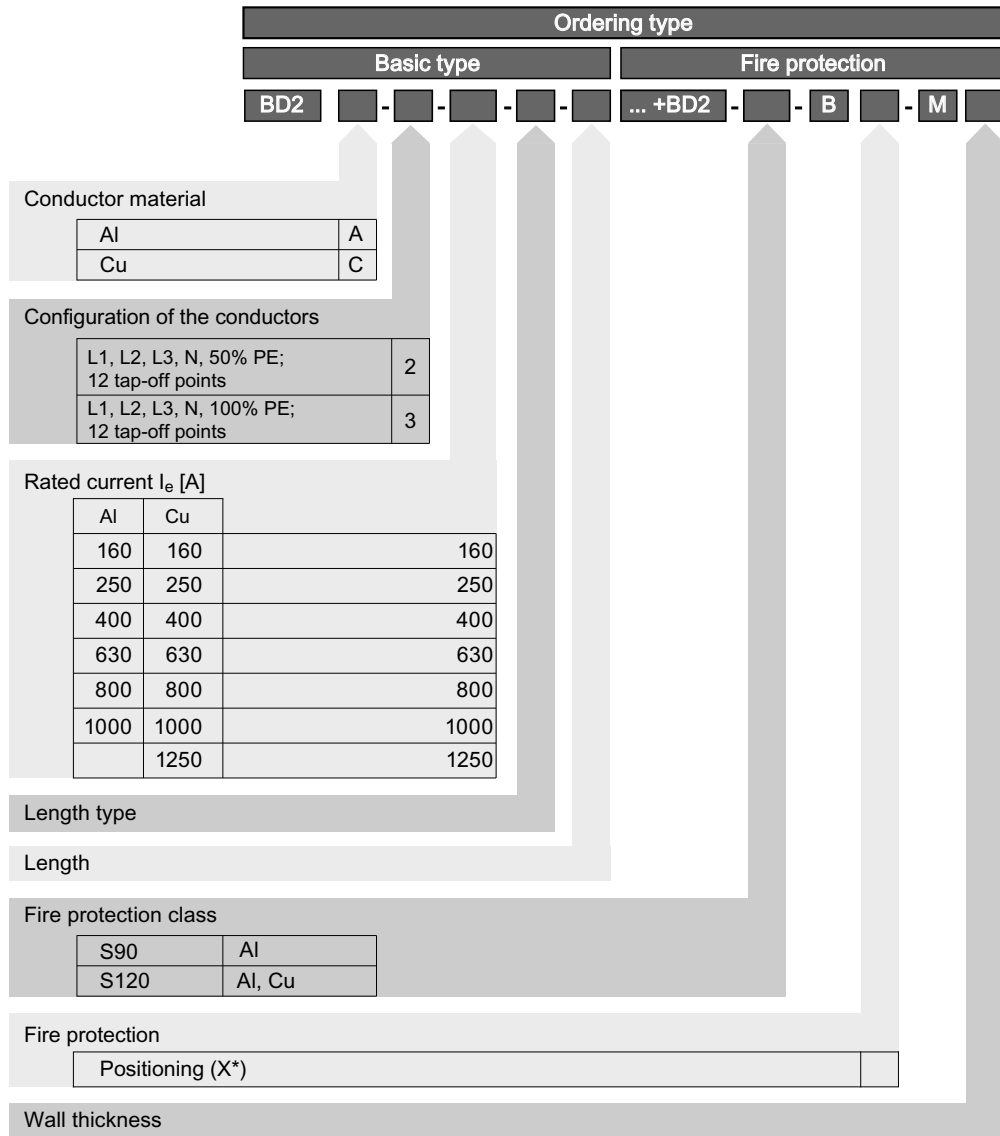 Ordering type
Basic type Fire protection
BD2 - - - - ... +BD2 - - B - M
Conductor material
Al A
Cu C
Configuration of the conductors
L1, L2, L3, N, 50% PE;
12 tap-off points
2
L1, L2, L3, N, 100% PE;
12 tap-off points
3
Rated current Ie [A]
Al Cu
160 160 160
250 250 250
400 400 400
630 630 630
800 800 800
1000 1000 1000
1250 1250
Length type
Length
Fire protection class
S90 Al
S120 Al, Cu
Fire protection
Positioning (X*)
Wall thickness